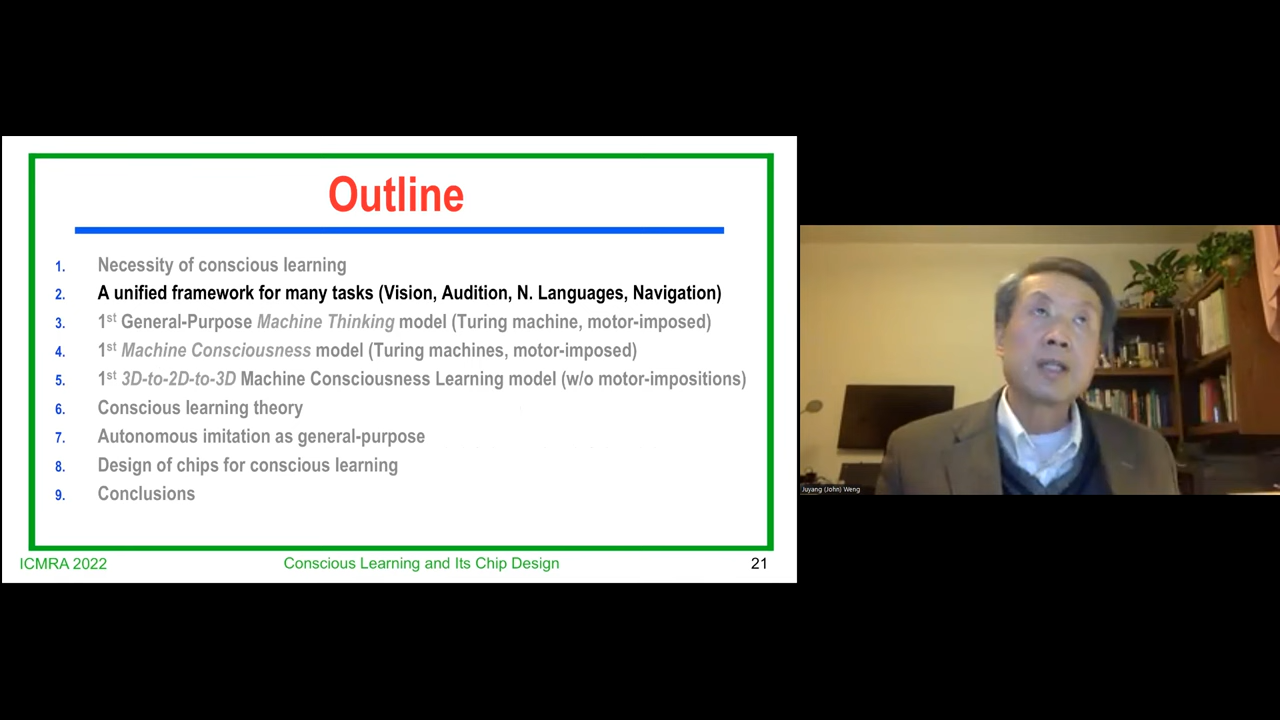 Outline
1. Necessity of conscious learning
2. A unified framework for many tasks (Vision, Audition, N. Languages, Navigation)
3. 1st General-Purpose Machine Thinking model (Turing machine, motor-imposed)
4. 1st Machine Consciousness model (Turing machines, motor-imposed)
5. 1st 3D-to-2D-to-3D Machine Consciousness Learning model (w/o motor-impositions)
6. Conscious learning theory
7. Autonomous imitation as general-purpose
8. Design of chips for conscious learning
9. Conclusions
ICMRA 2022 Conscious Learning and Its Chip Design 21
Juyang (John) Weng